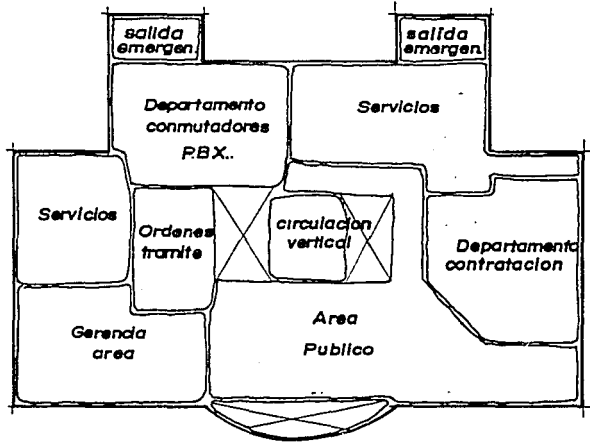 salida
emergen.
salida
emergen.
Departamento
conmutadores
P.B.X..
Servicios
Servicios
Ordenes
tramite
circulacion
vertical
Departamento
contratacion
Gerencia
area
Area
Publico